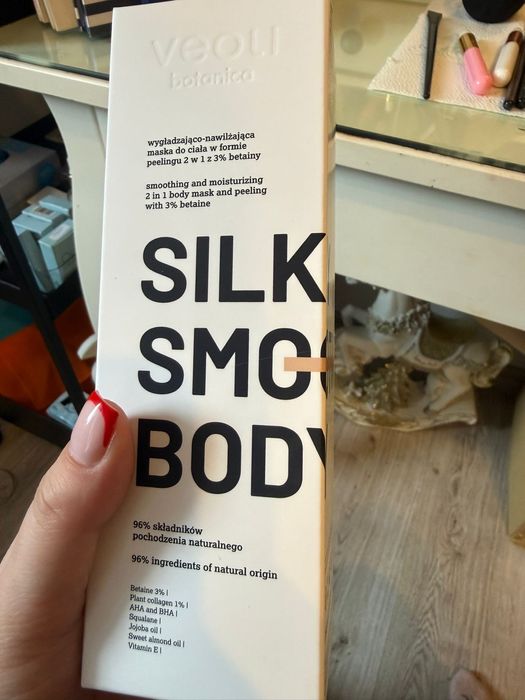 veoli
botanica
wygładzająco-nawilżająca
maska do ciała w formie
peelingu 2 w 1 z 3% betainy
smoothing and moisturizing
2 in 1 body mask and peeling
with 3% betaine
SILK
SMOO
BODY
96% składników
pochodzenia naturalnego
96% ingredients of natural origin
Betaine 3% |
Plant collagen 1% |
AHA and BHA |
Squalane |
Jojoba oil |
Sweet almond oil |
Vitamin E |